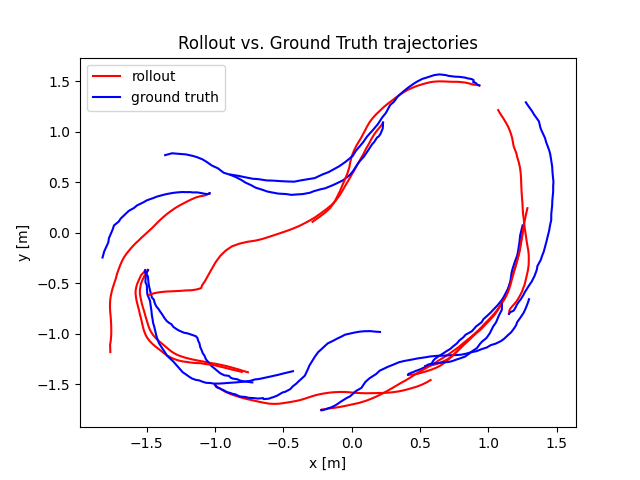 Rollout vs. Ground Truth trajectories
rollout
ground truth
1.5
1.0
0.5
0.0
−0.5
−1.0
−1.5
y [m]
−1.5 −1.0 −0.5 0.0 0.5 1.0 1.5
x [m]